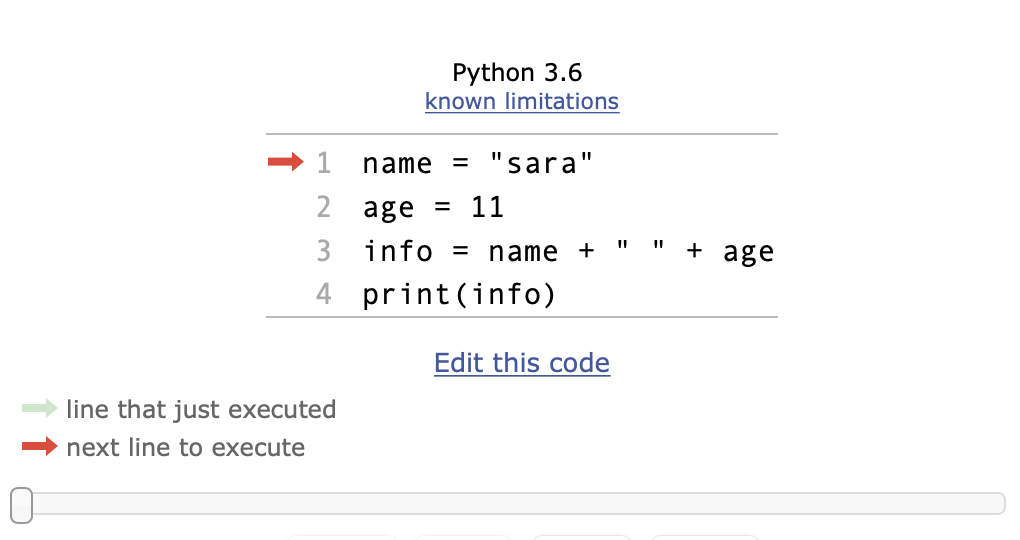 Python 3.6
known limitations
1 name = "sara"
2 age = 11
3 info = name + " " + age
4 print(info)
Edit this code
line that just executed
next line to execute